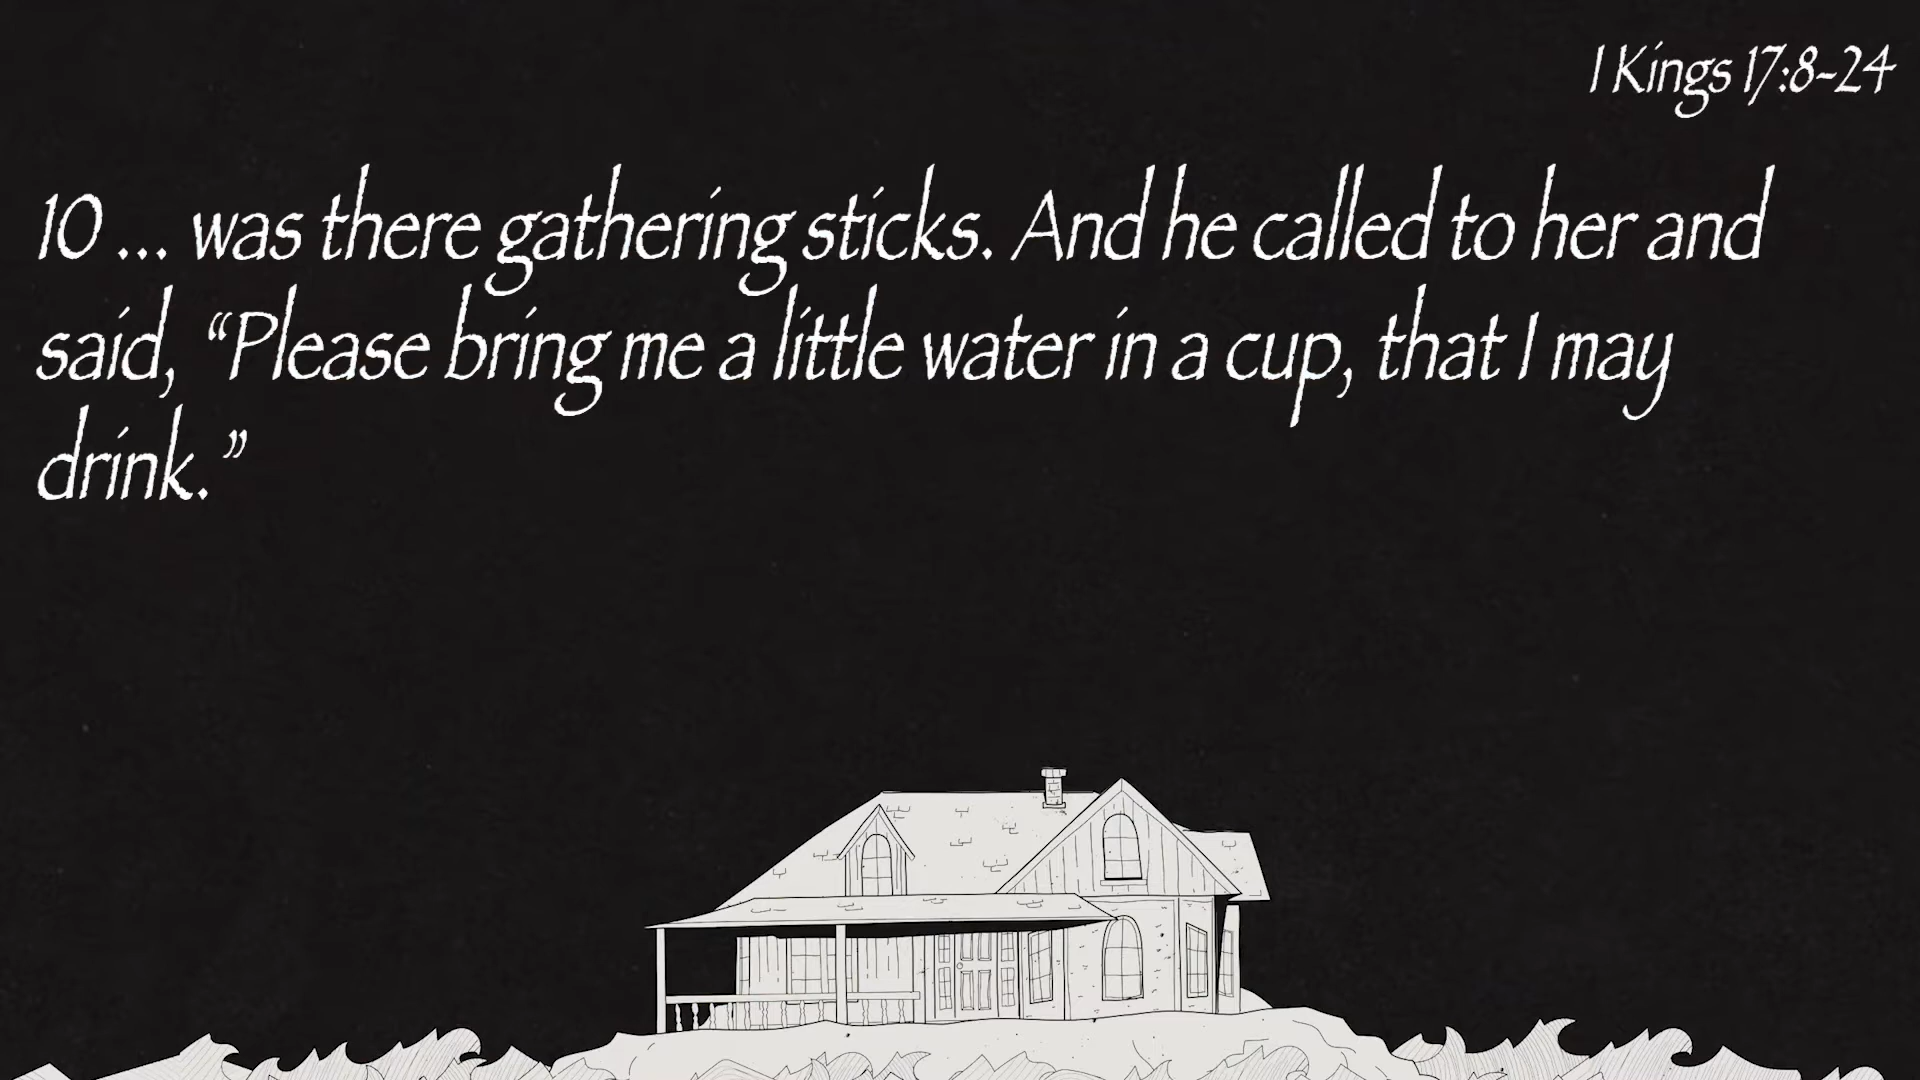 1 Kings 17:8-24
10 ... was there gathering sticks. And he called to her and
said, “Please bring me a little water in a cup, that I may
drink.”